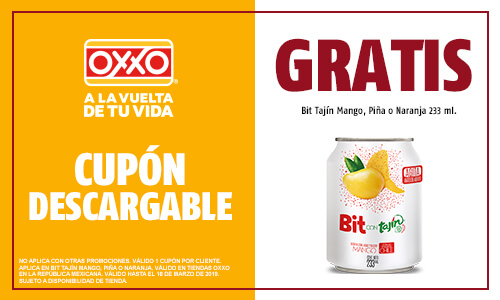 OXXO
A LA VUELTA
DE TU VIDA
CUPÓN
DESCARGABLE
NO APLICA CON OTRAS PROMOCIONES. VÁLIDO 1 CUPÓN POR CLIENTE.
APLICA EN BIT TAJÍN MANGO, PIÑA O NARANJA. VÁLIDO EN TIENDAS OXXO
EN LA REPÚBLICA MEXICANA. VÁLIDO HASTA EL 18 DE MARZO DE 2015.
SUJETO A DISPONIBILIDAD DE TIENDA.
GRATIS
Bit Tajín Mango, Piña o Naranja 233 ml.
Bit CON tajín
MANGO
233